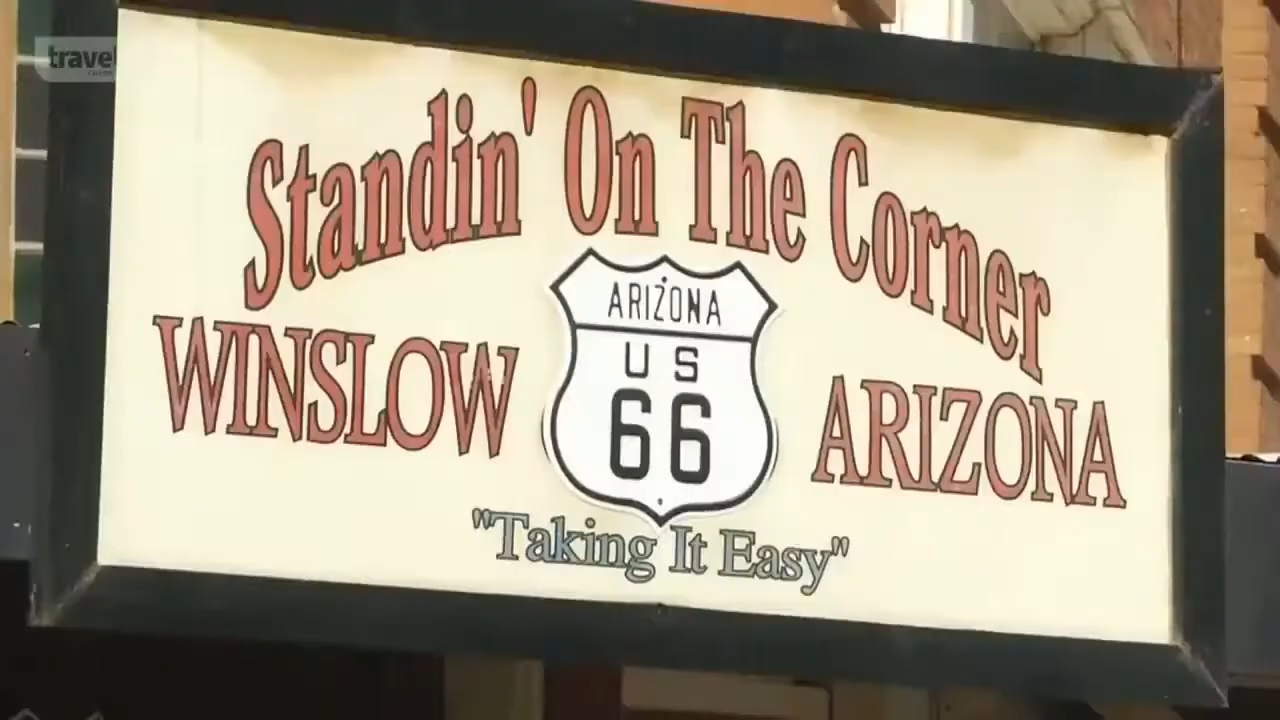 travel
Standin' On The Corner
WINSLOW
ARIZONA
US
66
ARIZONA
"Taking It Easy"